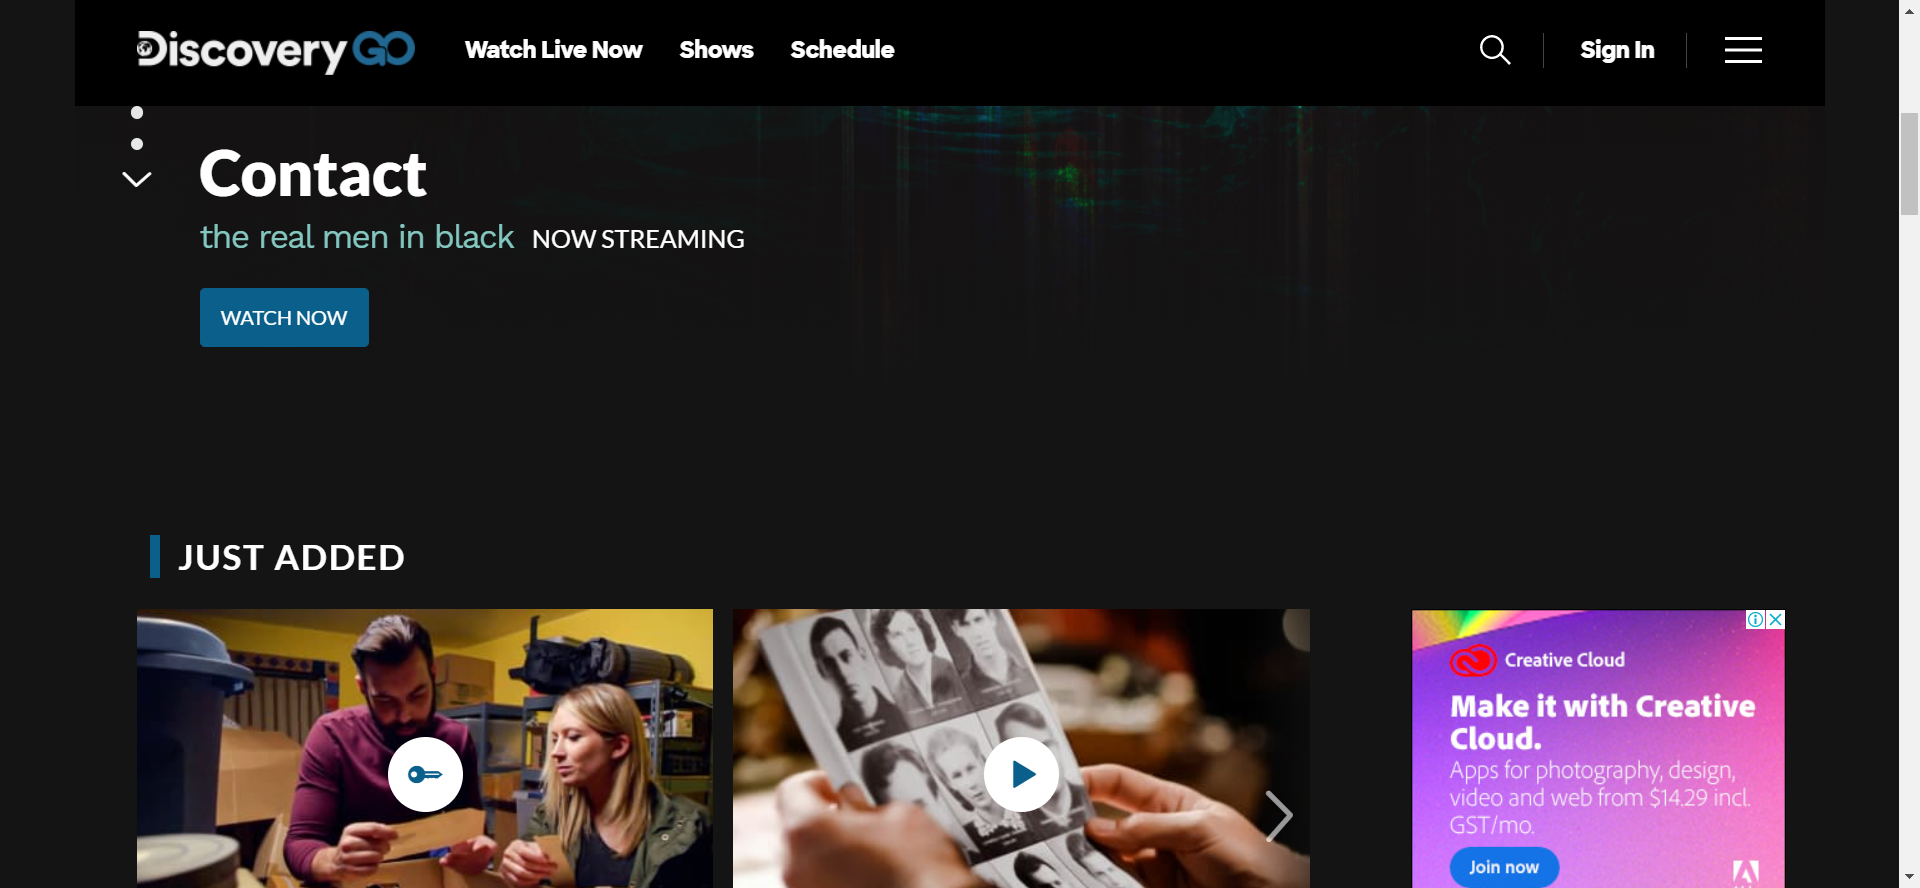 Discovery GO
Watch Live Now
Shows
Schedule
Sign In
Contact
the real men in black NOW STREAMING
WATCH NOW
JUST ADDED
Creative Cloud
Make it with Creative
Cloud.
Apps for photography, design,
video and web from $14.29 incl.
GST/mo.
Join now